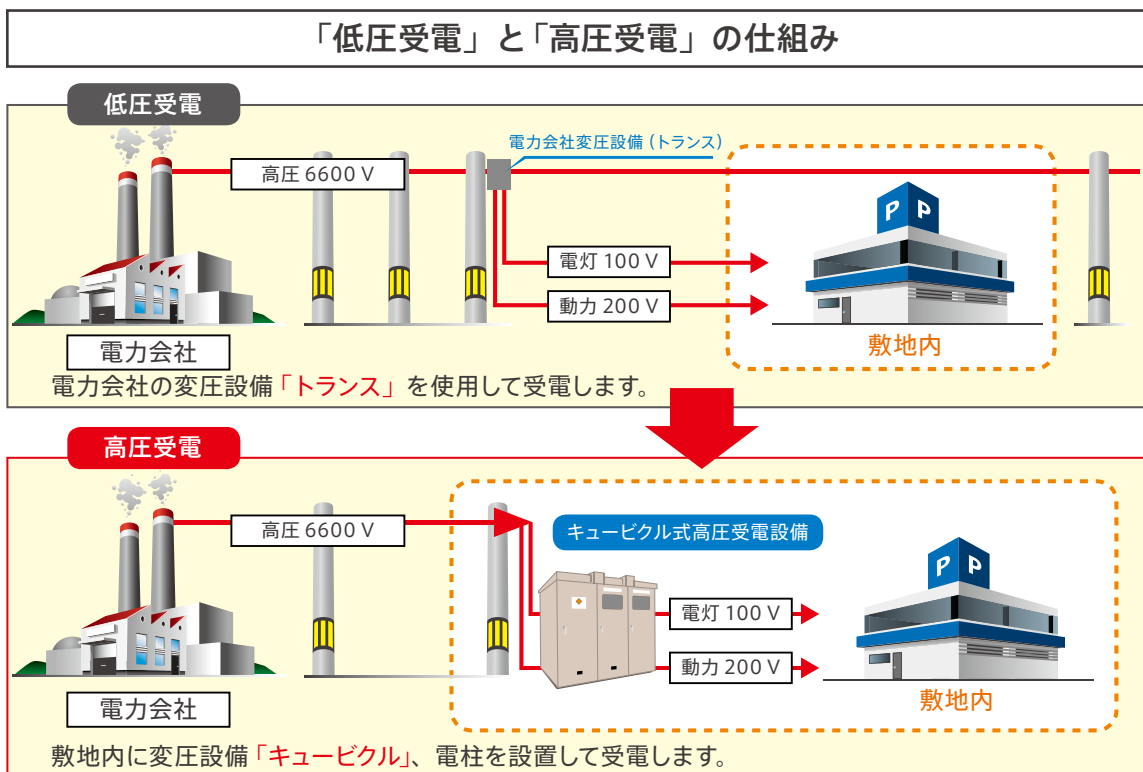 「低圧受電」と「高圧受電」の仕組み
低圧受電
電力会社変圧設備（トランス）
高圧 6600 V
P P
電灯 100 V
動力 200 V
電力会社
敷地内
電力会社の変圧設備「トランス」を使用して受電します。
高圧受電
高圧 6600 V
キュービクル式高圧受電設備
P P
電灯 100 V
動力 200 V
電力会社
敷地内
敷地内に変圧設備「キュービクル」、電柱を設置して受電します。